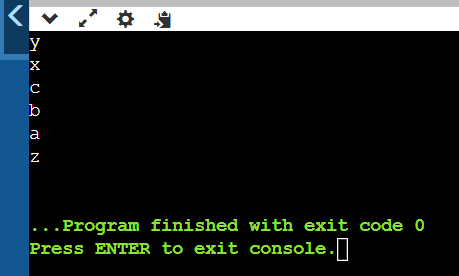 y
x
c
b
a
z
...Program finished with exit code 0
Press ENTER to exit console.